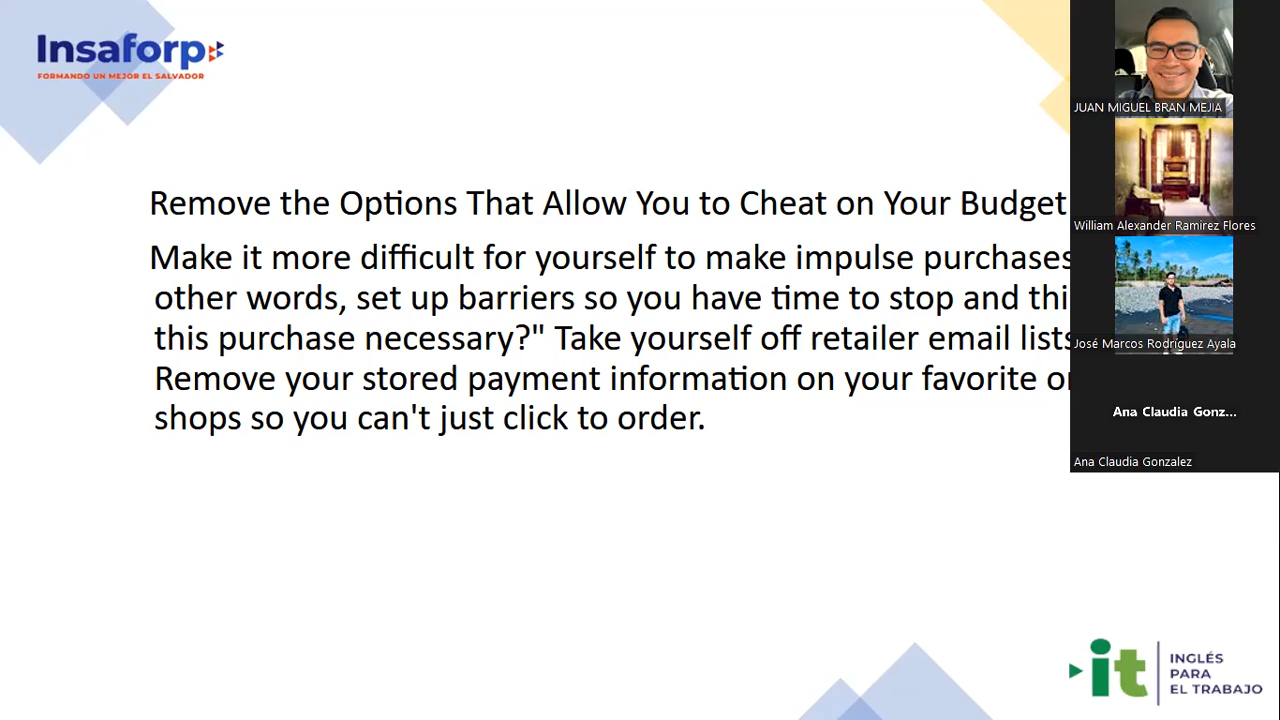 Insaforp
FORMANDO UN MEJOR EL SALVADOR
Remove the Options That Allow You to Cheat on Your Budget
Make it more difficult for yourself to make impulse purchases
other words, set up barriers so you have time to stop and
this purchase necessary?" Take yourself off retailer email lists
Remove your stored payment information on your favorite
shops so you can't just click to order.
JUAN MIGUEL BRAN MEJIA
William Alexander Ramirez Flores
José Marcos Rodríguez Ayala
Ana Claudia Gonz...
Ana Claudia Gonzalez
it
INGLÉS
PARA
EL TRABAJO